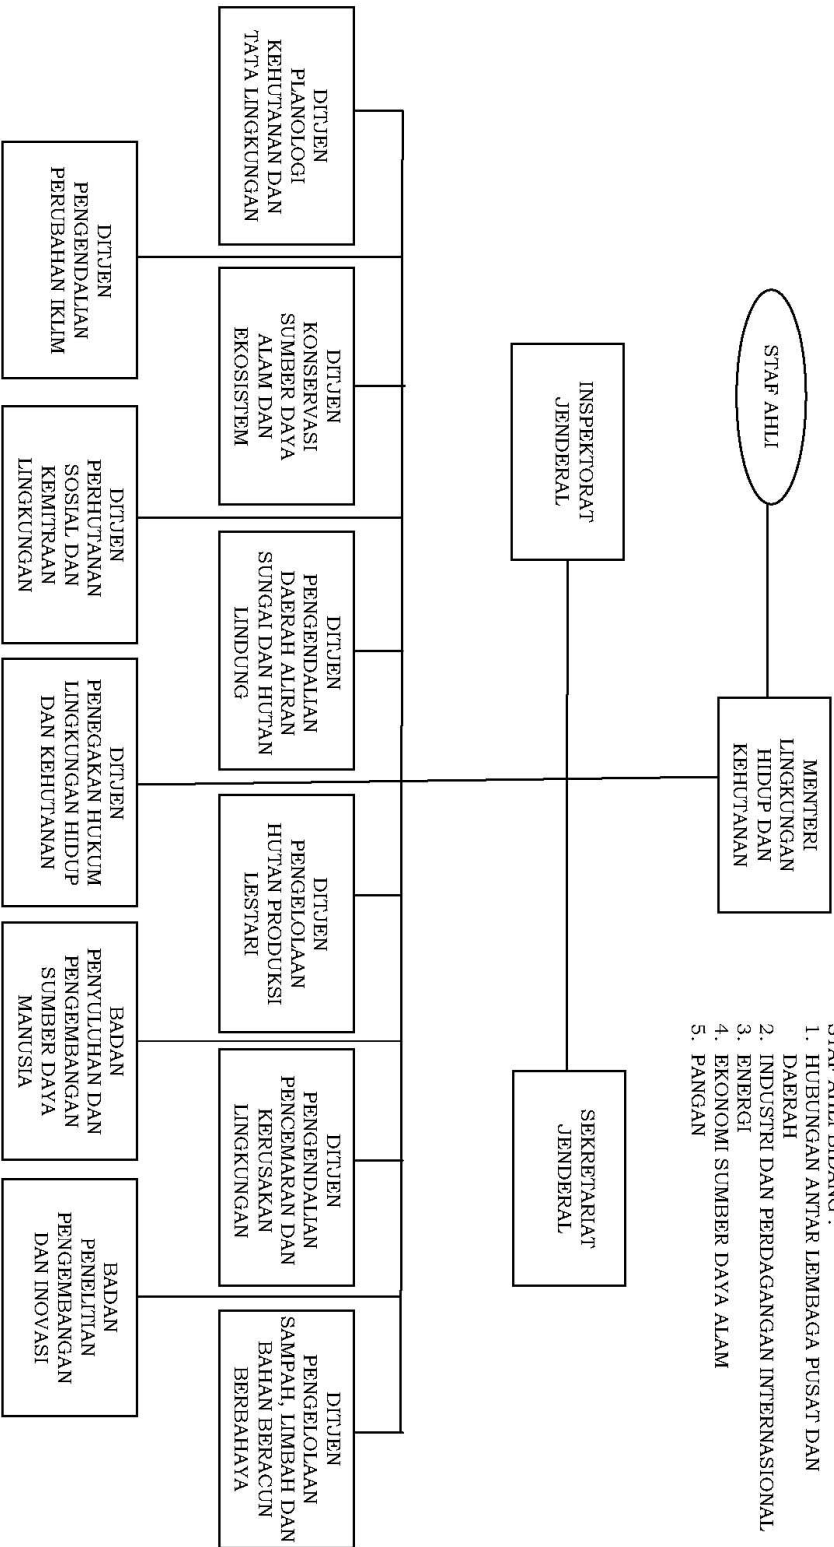 STAF AHLI
MENTERI
LINGKUNGAN
HIDUP DAN
KEHUTANAN
STAF AHLI BIDANG :
1. HUBUNGAN ANTAR LEMBAGA PUSAT DAN
DAERAH
2. INDUSTRI DAN PERDAGANGAN INTERNASIONAL
3. ENERGI
4. EKONOMI SUMBER DAYA ALAM
5. PANGAN
INSPEKTORAT
JENDERAL
SEKRETARIAT
JENDERAL
DITJEN
PLANOLOGI
KEHUTANAN DAN
TATA LINGKUNGAN
DITJEN
KONSERVASI
SUMBER DAYA
ALAM DAN
EKOSISTEM
DITJEN
PENGENDALIAN
DAERAH ALIRAN
SUNGAI DAN HUTAN
LINDUNG
DITJEN
PENGELOLAAN
HUTAN PRODUKSI
LESTARI
DITJEN
PENGENDALIAN
PENCEMARAN DAN
KERUSAKAN
LINGKUNGAN
DITJEN
PENGELOLAAN
SAMPAH, LIMBAH DAN
BAHAN BERACUN
BERBAHAYA
DITJEN
PENGENDALIAN
PERUBAHAN IKLIM
DITJEN
PERHUTANAN
SOSIAL DAN
KEMITRAAN
LINGKUNGAN
DITJEN
PENEGAKAN HUKUM
LINGKUNGAN HIDUP
DAN KEHUTANAN
BADAN
PENYULUHAN DAN
PENGEMBANGAN
SUMBER DAYA
MANUSIA
BADAN
PENELITIAN
PENGEMBANGAN
DAN INOVASI